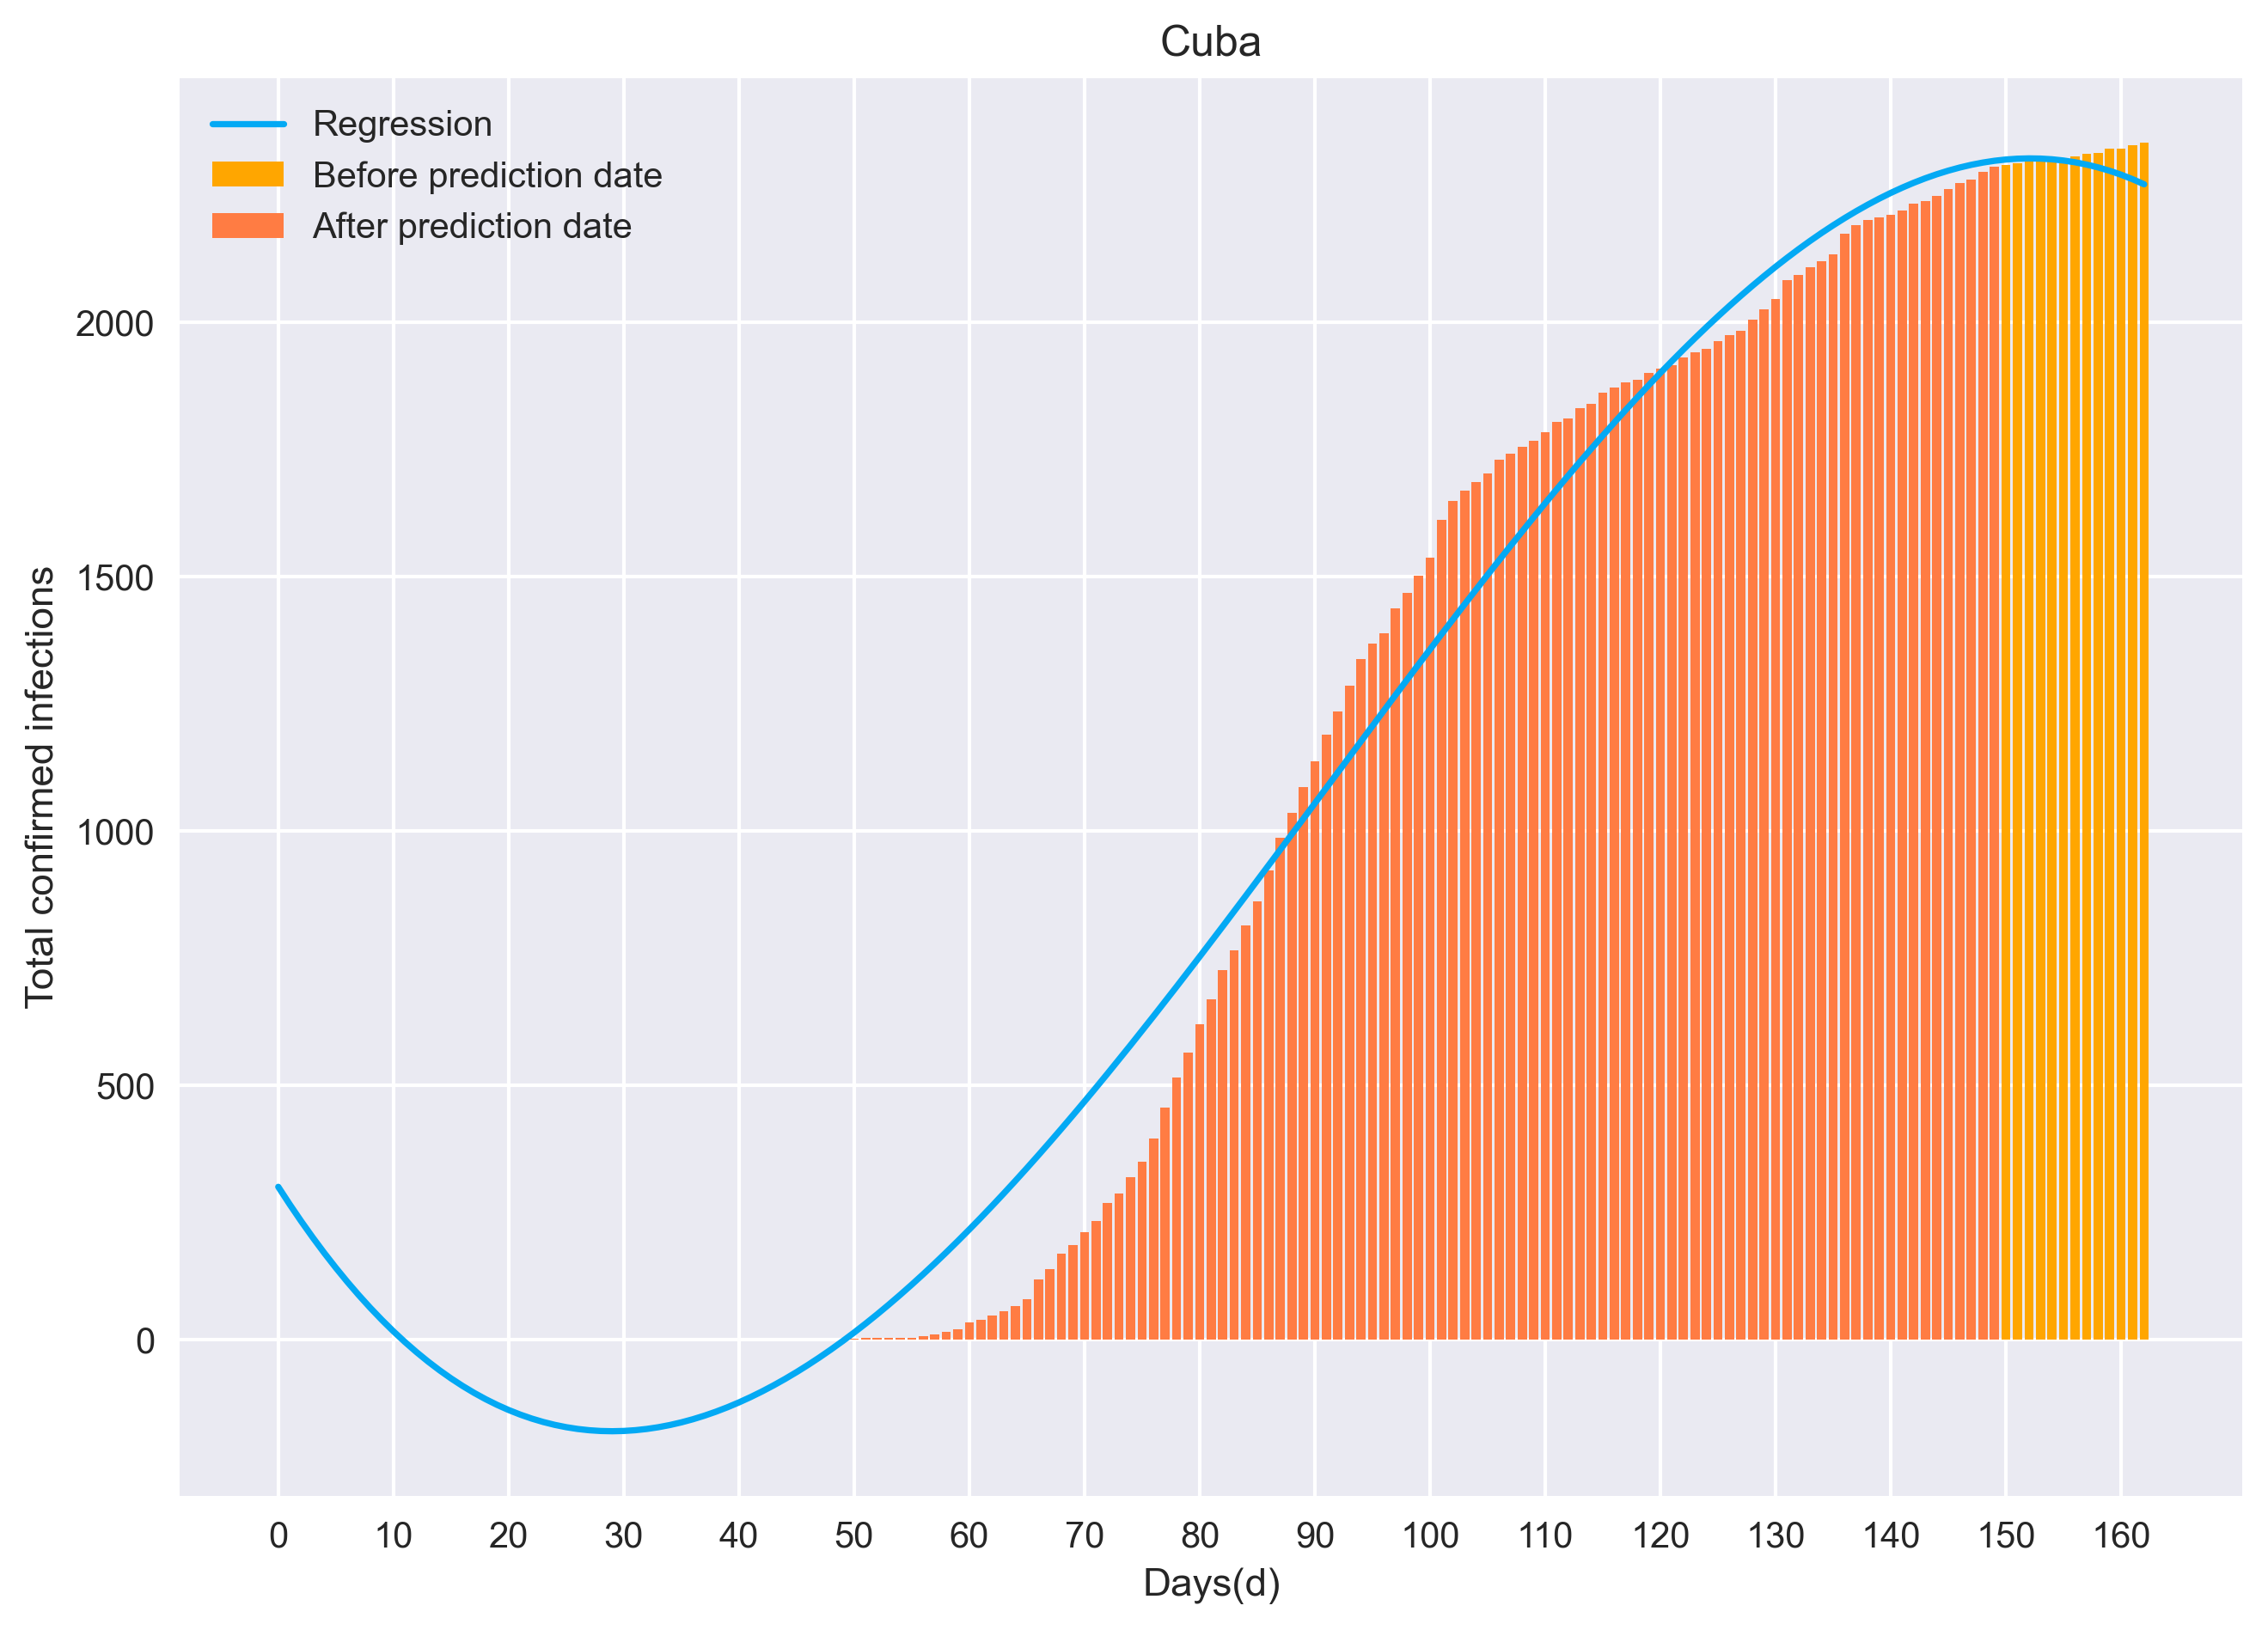 Cuba
Regression
Before prediction date
After prediction date
Total confirmed infections
2000
1500
1000
500
0
0 10 20 30 40 50 60 70 80 90 100 110 120 130 140 150 160
Days(d)